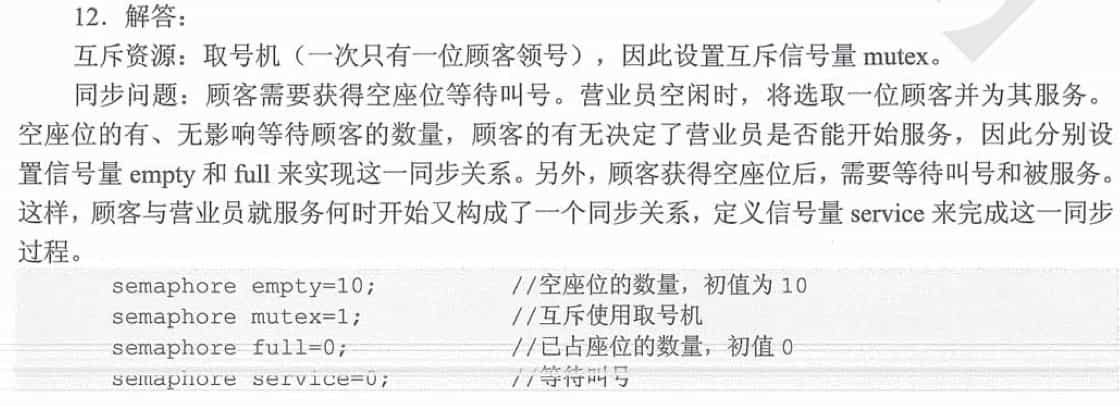 12．解答：
互斥资源：取号机（一次只有一位顾客领号），因此设置互斥信号量 mutex。
同步问题：顾客需要获得空座位等待叫号。营业员空闲时，将选取一位顾客并为其服务。
空座位的有、无影响等待顾客的数量，顾客的有无决定了营业员是否能开始服务，因此分别设
置信号量 empty 和 full 来实现这一同步关系。另外，顾客获得空座位后，需要等待叫号和被服务。
这样，顾客与营业员就服务何时开始又构成了一个同步关系，定义信号量 service 来完成这一同步
过程。
semaphore empty=10; //空座位的数量，初值为 10
semaphore mutex=1; //互斥使用取号机
semaphore full=0; //已占座位的数量，初值 0
semaphore service=0; //等待叫号